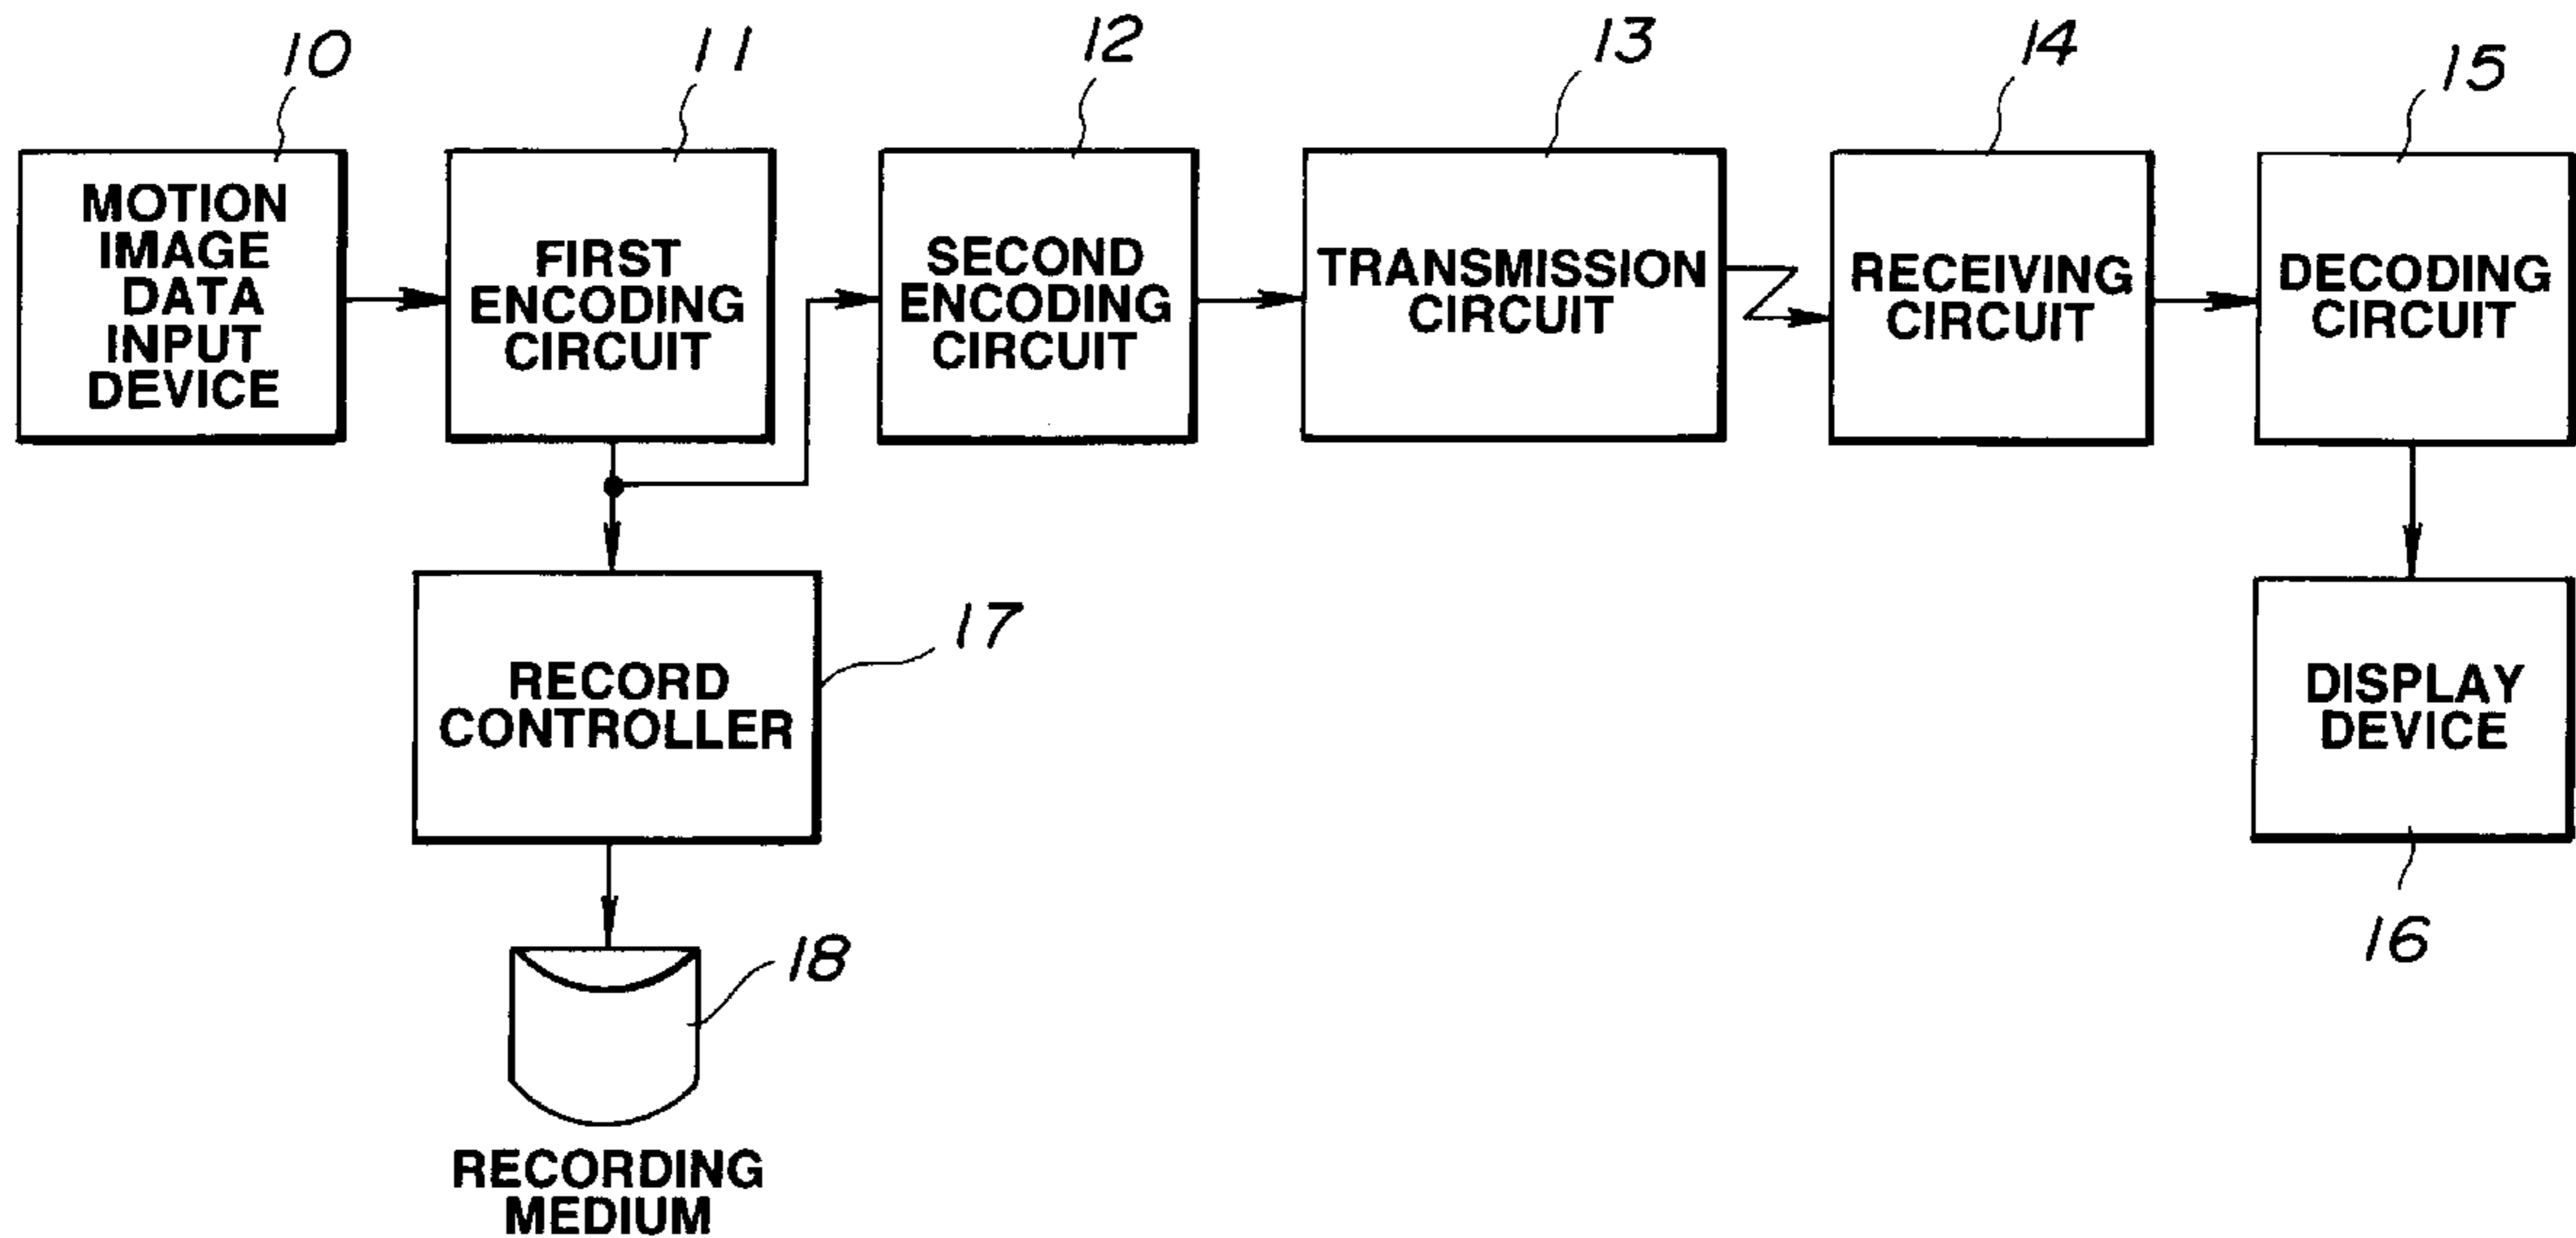 10
11
12
13
14
15
MOTION
IMAGE
DATA
INPUT
DEVICE
FIRST
ENCODING
CIRCUIT
SECOND
ENCODING
CIRCUIT
TRANSMISSION
CIRCUIT
RECEIVING
CIRCUIT
DECODING
CIRCUIT
RECORD
CONTROLLER
17
DISPLAY
DEVICE
16
18
RECORDING
MEDIUM